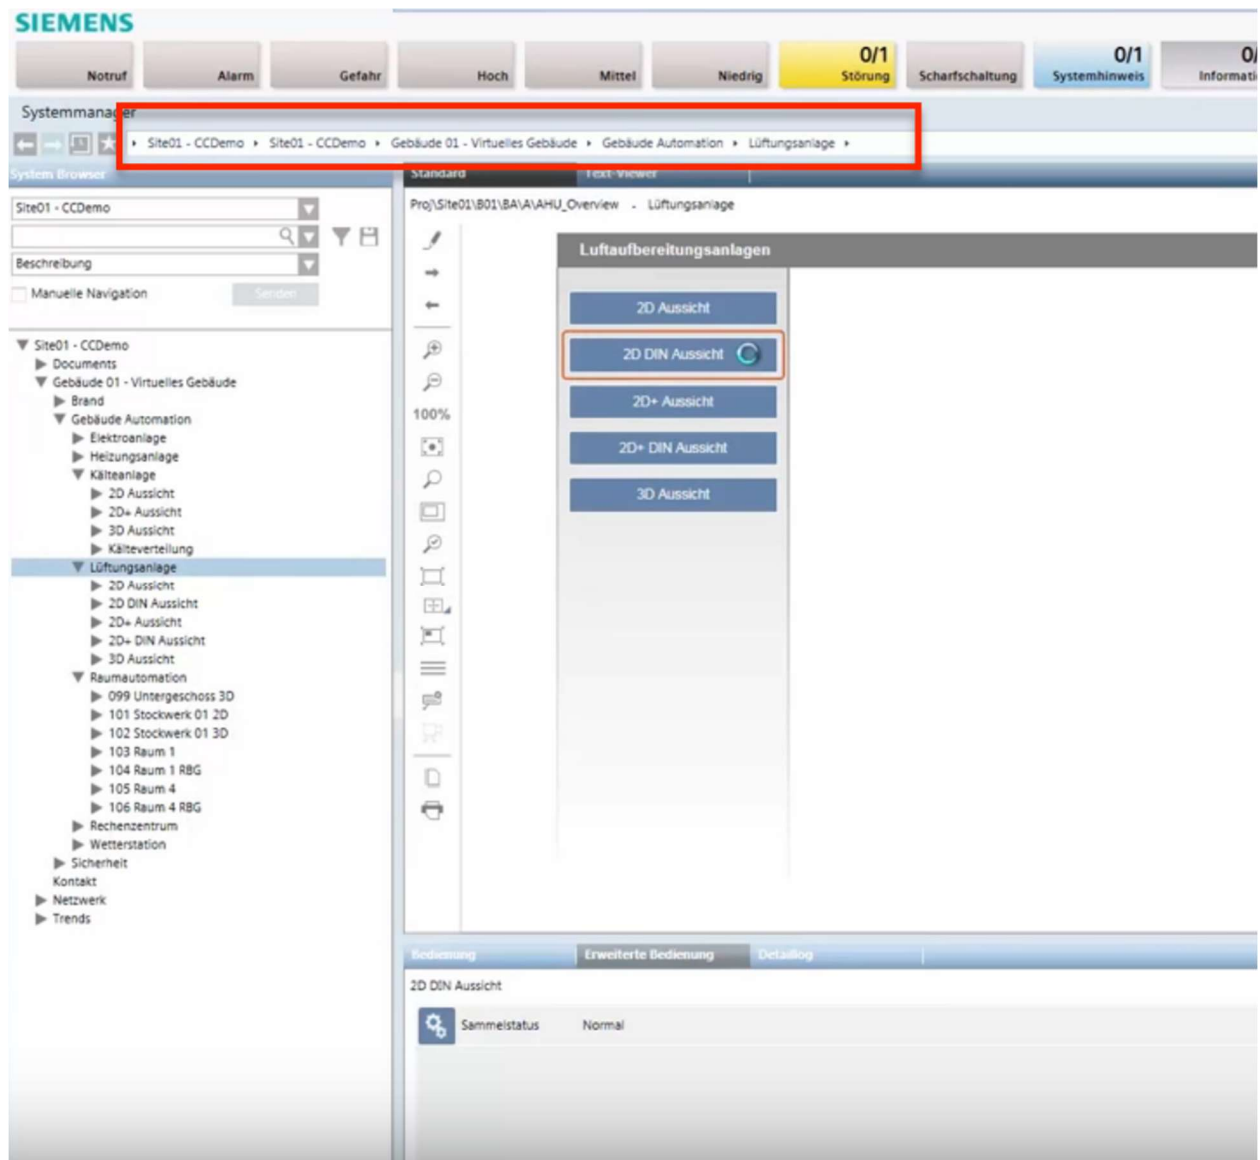 SIEMENS
Notruf
Alarm
Gefahr
Hoch
Mittel
Niedrig
0/1
Störung
Scharfschaltung
0/1
Systemhinweis
0/
Informati
Systemmanager
Site01 - CCDemo
Site01 - CCDemo
Gebäude 01 - Virtuelles Gebäude
Gebäude Automation
Lüftungsanlage
System Browser
Site01 - CCDemo
Beschreibung
Manuelle Navigation
Senden
Site01 - CCDemo
Documents
Gebäude 01 - Virtuelles Gebäude
Brand
Gebäude Automation
Elektroanlage
Heizungsanlage
Kälteanlage
2D Aussicht
2D+ Aussicht
3D Aussicht
Kälteverteilung
Lüftungsanlage
2D Aussicht
2D DIN Aussicht
2D+ Aussicht
2D+ DIN Aussicht
3D Aussicht
Raumautomation
099 Untergeschoss 3D
101 Stockwerk 01 2D
102 Stockwerk 01 3D
103 Raum 1
104 Raum 1 RBG
105 Raum 4
106 Raum 4 RBG
Rechenzentrum
Wetterstation
Sicherheit
Kontakt
Netzwerk
Trends
Standard
Text-Viewer
Proj\Site01\B01\BA\A\AHU_Overview - Lüftungsanlage
100%
Luftaufbereitungsanlagen
2D Aussicht
2D DIN Aussicht
2D+ Aussicht
2D+ DIN Aussicht
3D Aussicht
Bedienung
Erweiterte Bedienung
Detaillog
2D DIN Aussicht
Sammelstatus
Normal